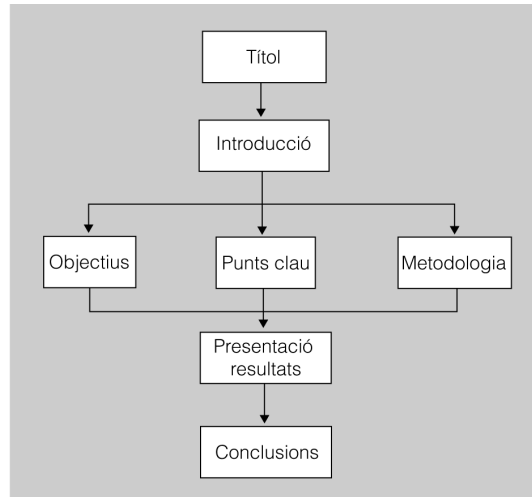 Títol
Introducció
Objectius
Punts clau
Metodologia
Presentació
resultats
Conclusions